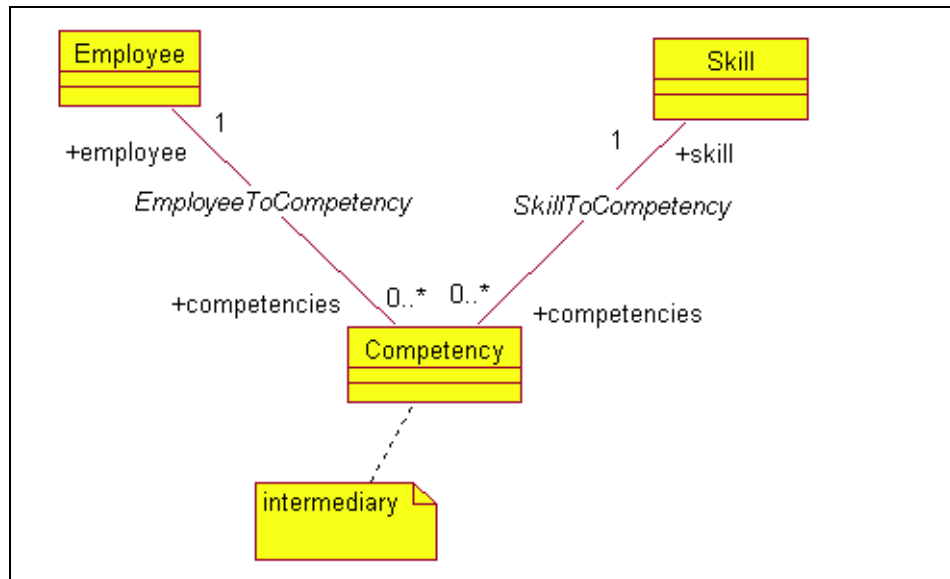 Employee
Skill
1
+employee
1
+skill
EmployeeToCompetency
SkillToCompetency
+competencies
0..*
0..*
+competencies
Competency
intermediary